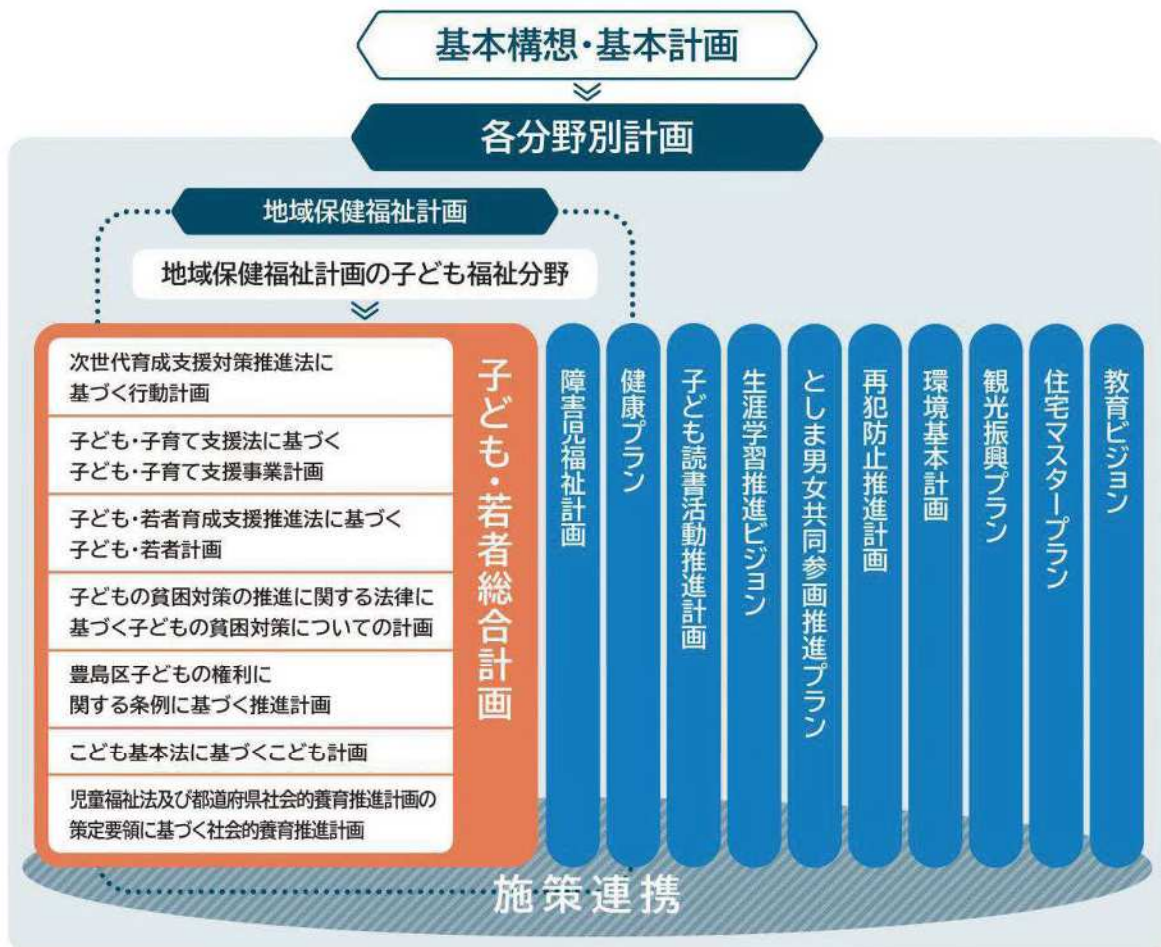 基本構想・基本計画
各分野別計画
地域保健福祉計画
地域保健福祉計画の子ども福祉分野
次世代育成支援対策推進法に
基づく行動計画
子ども・子育て支援法に基づく
子ども・子育て支援事業計画
子ども・若者育成支援推進法に基づく
子ども・若者計画
子どもの貧困対策の推進に関する法律に
基づく子どもの貧困対策についての計画
豊島区子どもの権利に
関する条例に基づく推進計画
こども基本法に基づくこども計画
児童福祉法及び都道府県社会的養育推進計画の
策定要領に基づく社会的養育推進計画
子ども・若者総合計画
障害児福祉計画
健康プラン
子ども読書活動推進計画
生涯学習推進ビジョン
としま男女共同参画推進プラン
再犯防止推進計画
環境基本計画
観光振興プラン
住宅マスタープラン
教育ビジョン
施策連携